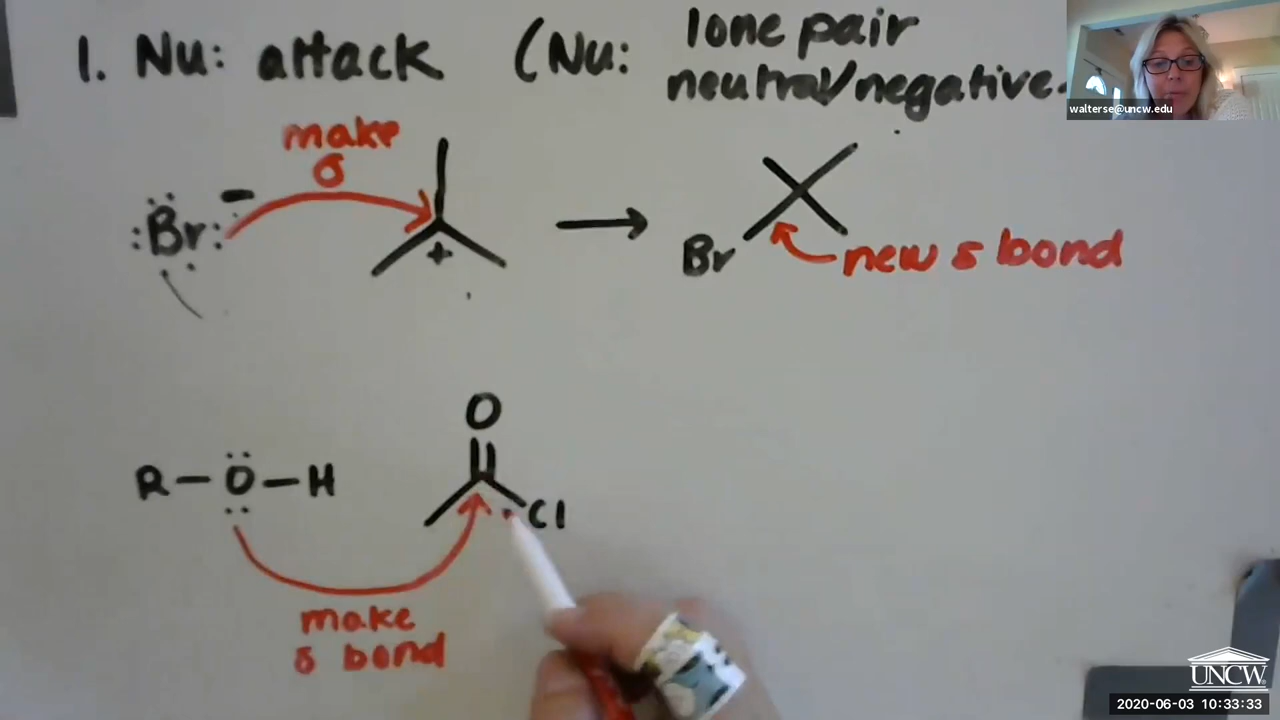 1. Nu: attack (Nu: lone pair
neutral/negative.
walterse@uncw.edu
make
σ
:Br:
−
+
Br
new σ bond
O
R–O–H
Cl
make
σ bond
UNCW
2020-06-03 10:33:33